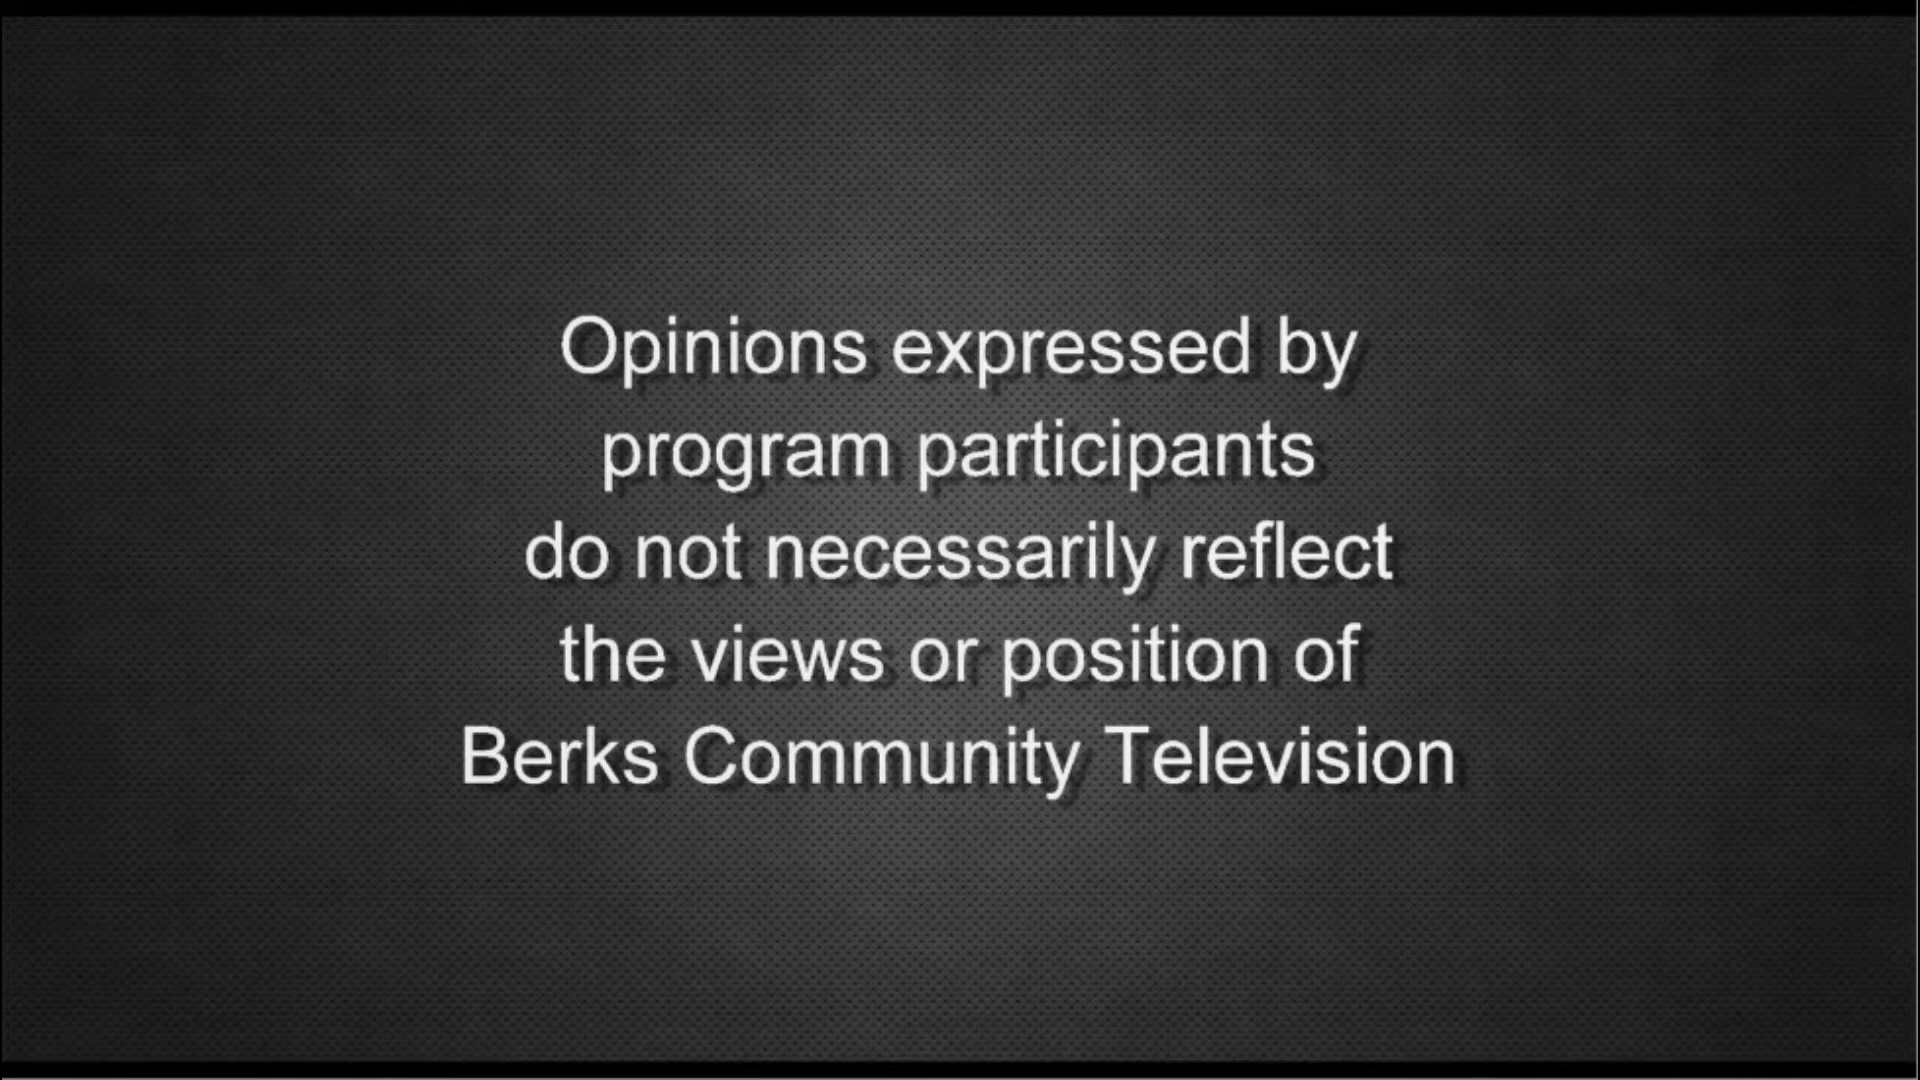 Opinions expressed by
program participants
do not necessarily reflect
the views or position of
Berks Community Television